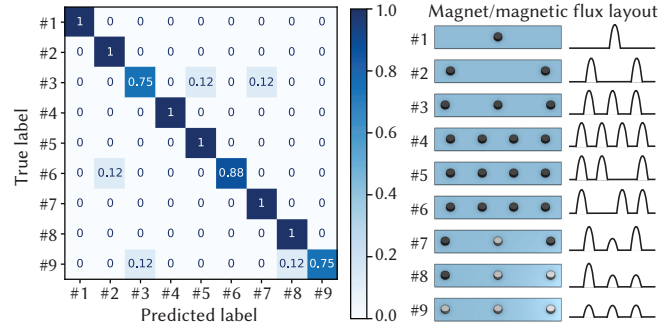 Magnet/magnetic flux layout
#1 1 0 0 0 0 0 0 0 0
#2 0 1 0 0 0 0 0 0 0
#3 0 0 0.75 0 0.12 0 0.12 0 0
#4 0 0 0 1 0 0 0 0 0
#5 0 0 0 0 1 0 0 0 0
#6 0 0.12 0 0 0 0.88 0 0 0
#7 0 0 0 0 0 0 1 0 0
#8 0 0 0 0 0 0 0 1 0
#9 0 0 0.12 0 0 0 0 0.12 0.75
#1 #2 #3 #4 #5 #6 #7 #8 #9
True label
Predicted label
1.0
0.8
0.6
0.4
0.2
0.0
#1
#2
#3
#4
#5
#6
#7
#8
#9